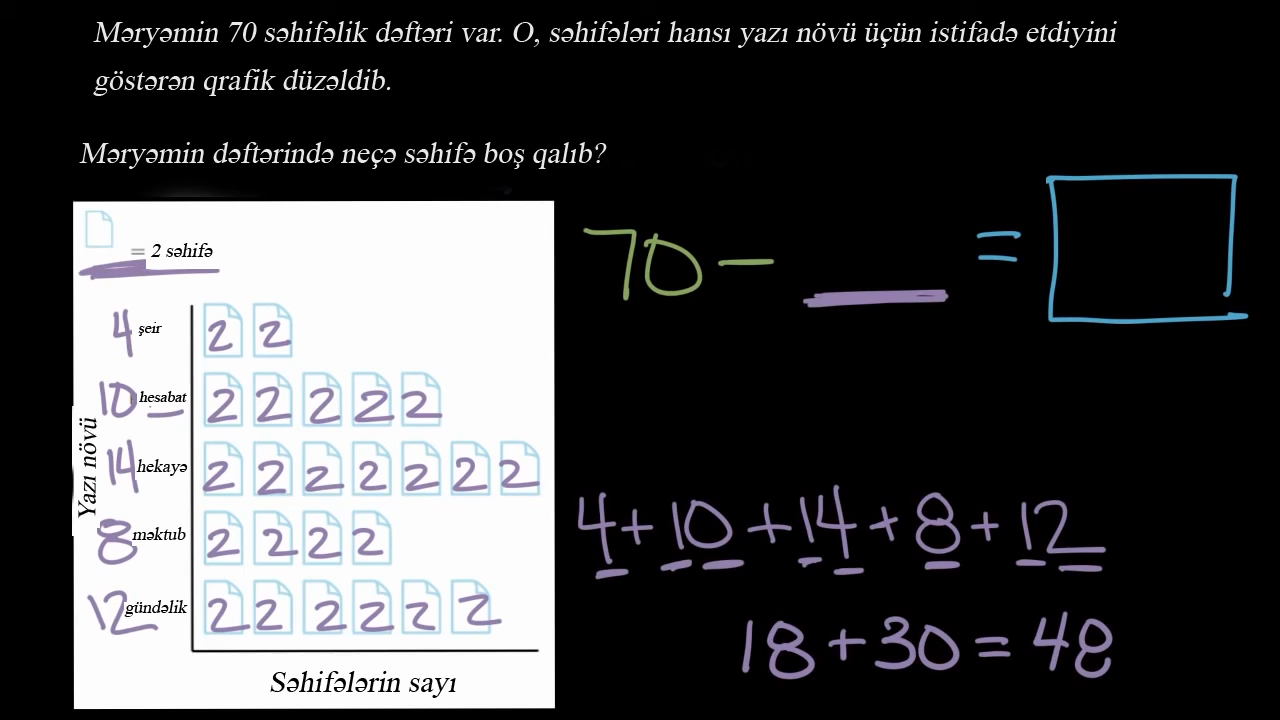 Məryəmin 70 səhifəlik dəftəri var. O, səhifələri hansı yazı növü üçün istifadə etdiyini
göstərən qrafik düzəldib.
Məryəmin dəftərində neçə səhifə boş qalıb?
= 2 səhifə
70 - =
4 şeir 2 2
10 hesabat 2 2 2 2 2
14 hekayə 2 2 2 2 2 2 2
8 məktub 2 2 2 2
12 gündəlik 2 2 2 2 2 2
Yazı növü
Səhifələrin sayı
4 + 10 + 14 + 8 + 12
18 + 30 = 48